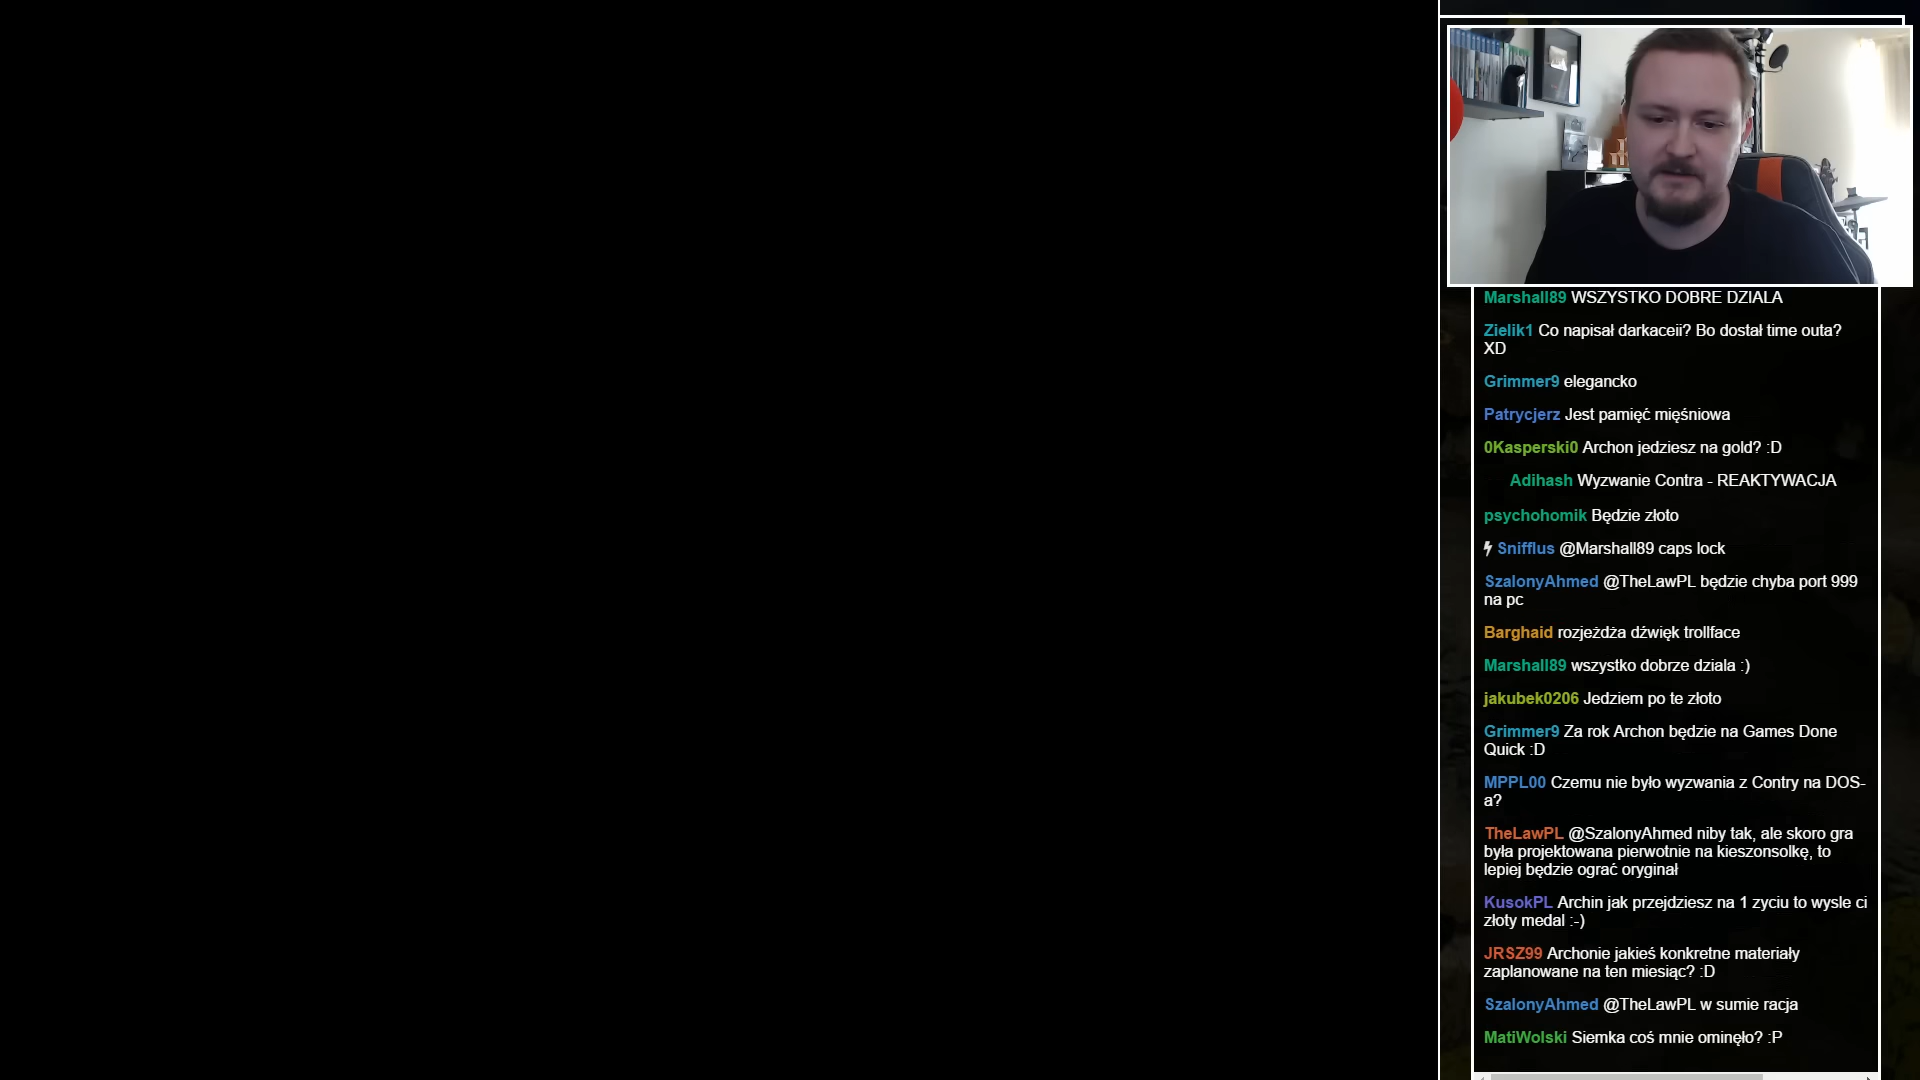 Marshall89 WSZYSTKO DOBRE DZIALA
Zielik1 Co napisał darkaceii? Bo dostał time outa?
XD
Grimmer9 elegancko
Patrycjerz Jest pamięć mięśniowa
0Kasperski0 Archon jedziesz na gold? :D
Adihash Wyzwanie Contra - REAKTYWACJA
psychohomik Będzie złoto
Snifflus @Marshall89 caps lock
SzalonyAhmed @TheLawPL będzie chyba port 999
na pc
Barghaid rozjeżdża dźwięk trollface
Marshall89 wszystko dobrze dziala :)
jakubek0206 Jedziem po te złoto
Grimmer9 Za rok Archon będzie na Games Done
Quick :D
MPPL00 Czemu nie było wyzwania z Contry na DOS-
a?
TheLawPL @SzalonyAhmed niby tak, ale skoro gra
była projektowana pierwotnie na kieszonsolkę, to
lepiej będzie ograć oryginał
KusokPL Archin jak przejdziesz na 1 zyciu to wysle ci
złoty medal :-)
JRSZ99 Archonie jakieś konkretne materiały
zaplanowane na ten miesiąc? :D
SzalonyAhmed @TheLawPL w sumie racja
MatiWolski Siemka coś mnie ominęło? :P